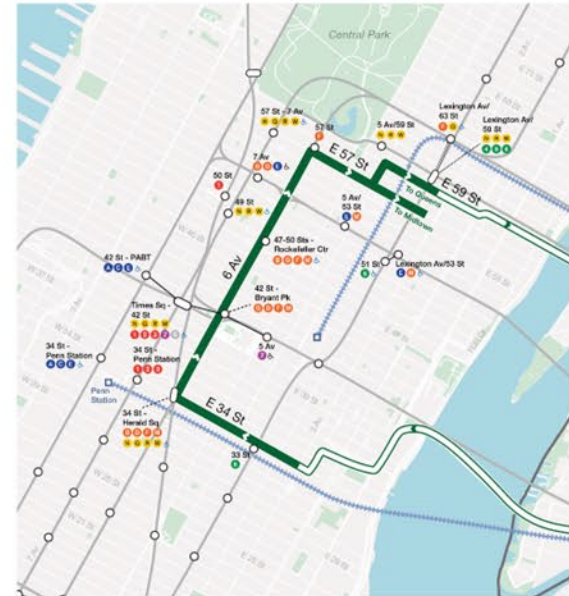 Central Park
57 St - 7 Av
N Q R W
57 St
F
5 Av/59 St
N R W
Lexington Av/
63 St
F Q
Lexington Av/
59 St
N R W
4 5 6
E 57 St
E 59 St
To Queens
To Midtown
7 Av
B D E
50 St
1
49 St
N R W
5 Av/
53 St
E M
6 Av
47-50 Sts -
Rockefeller Ctr
B D F M
51 St
6
Lexington Av/53 St
E M
42 St - PABT
A C E
42 St -
Bryant Pk
B D F M
Times Sq -
42 St
N Q R W
1 2 3 7 S
5 Av
7
34 St -
Penn Station
A C E
34 St -
Penn Station
1 2 3
Penn
Station
34 St -
Herald Sq
B D F M
N Q R W
E 34 St
33 St
6
W 40 St
W 34 St